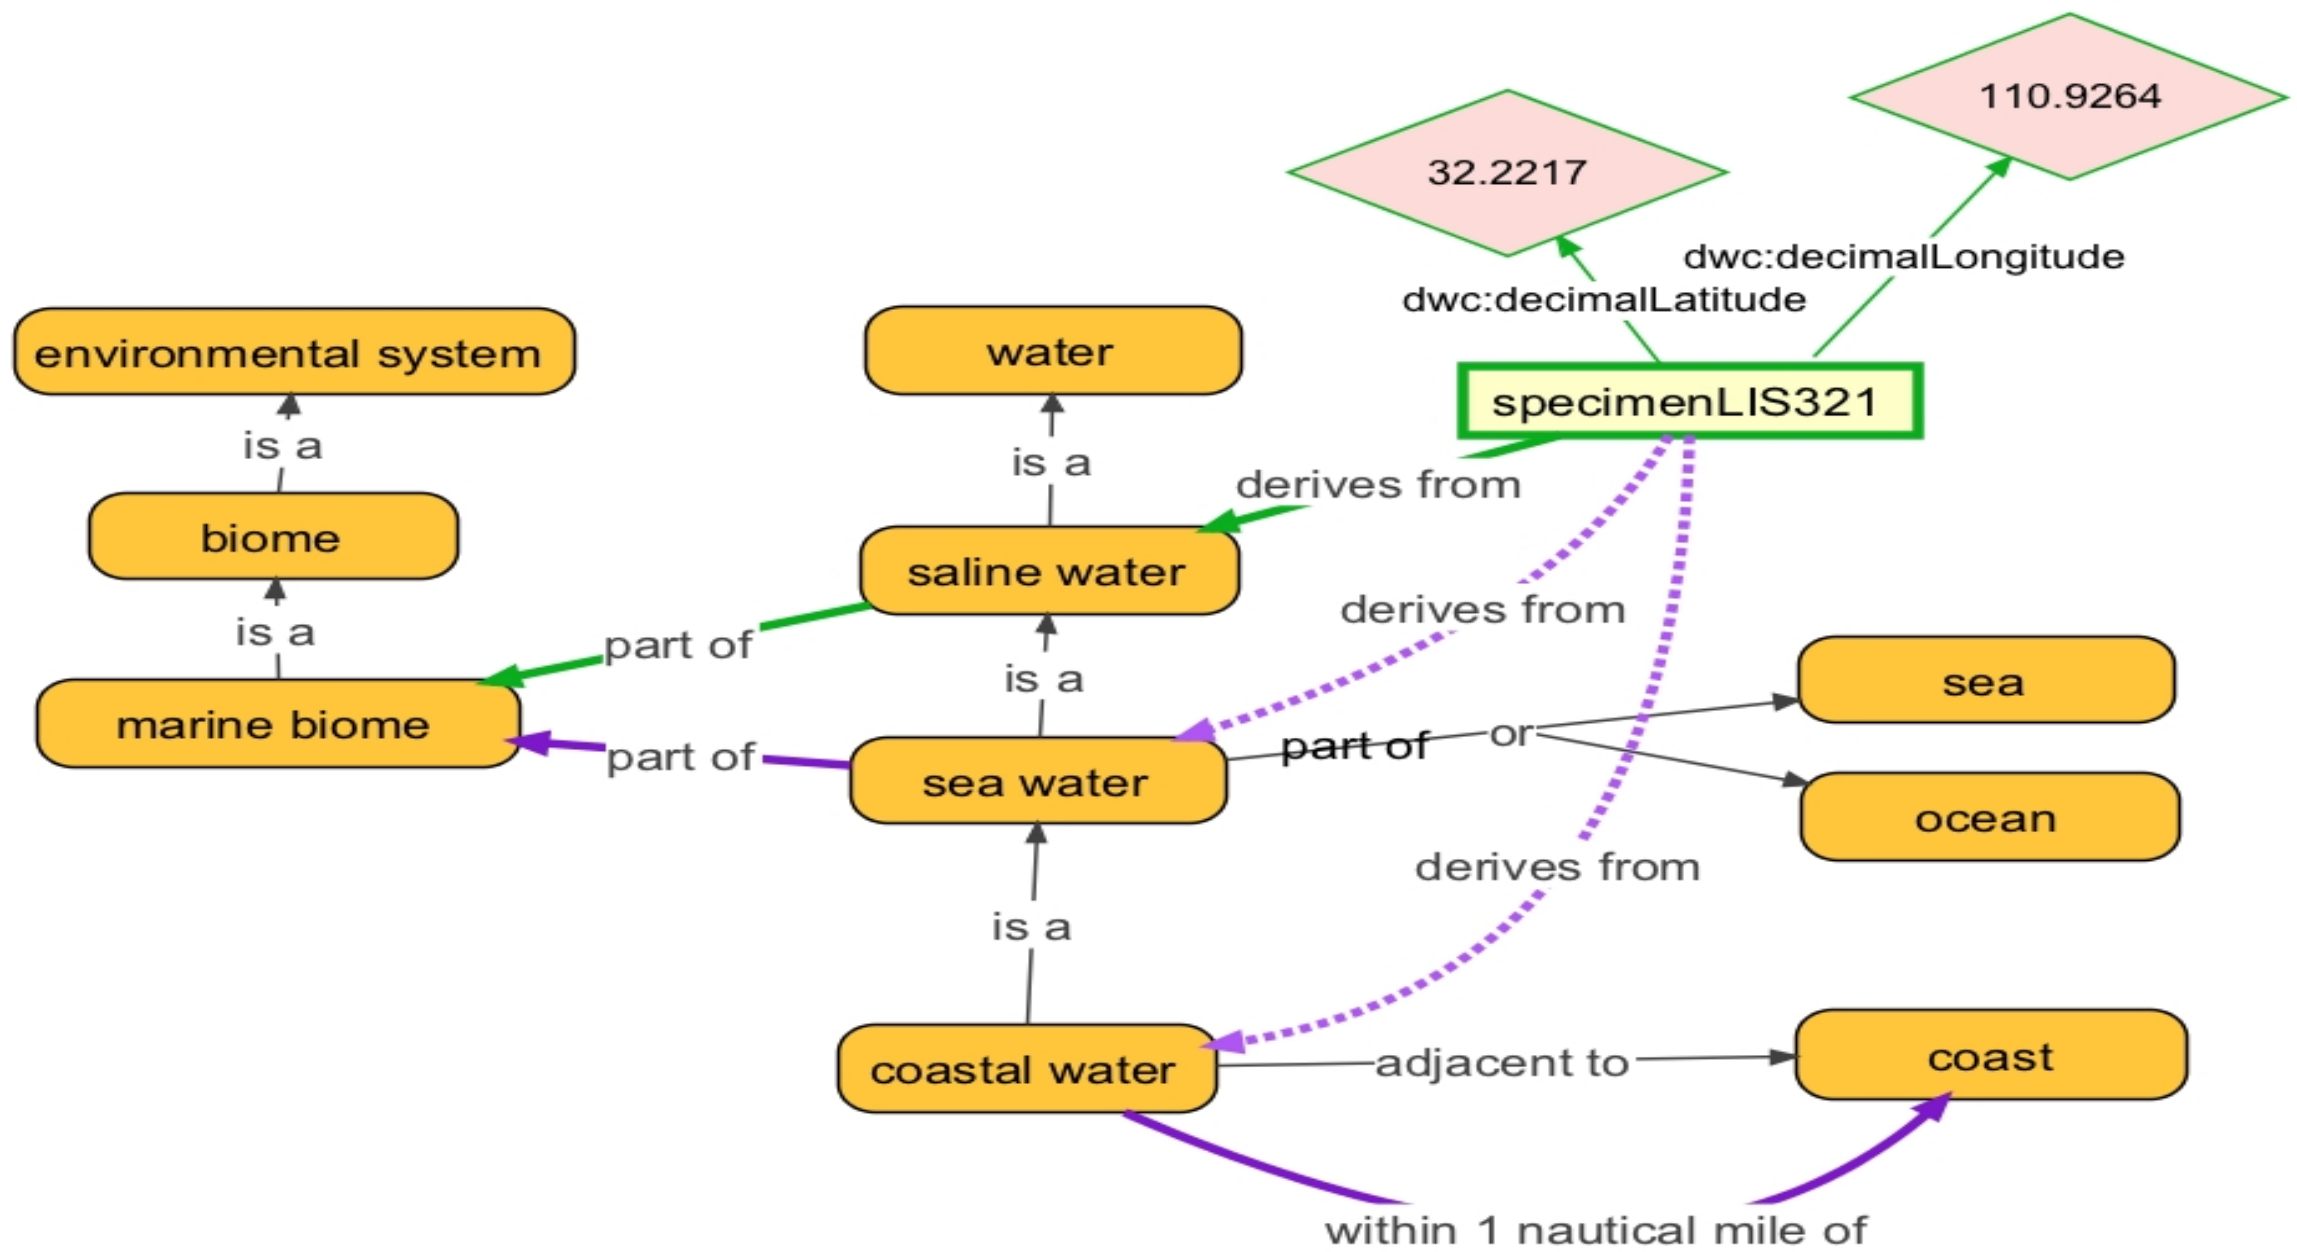 110.9264
32.2217
dwc:decimalLongitude
dwc:decimalLatitude
environmental system
water
specimenLIS321
is a
is a
derives from
biome
saline water
derives from
is a
part of
is a
sea
marine biome
part of
sea water
part of
or
ocean
derives from
is a
coastal water
adjacent to
coast
within 1 nautical mile of